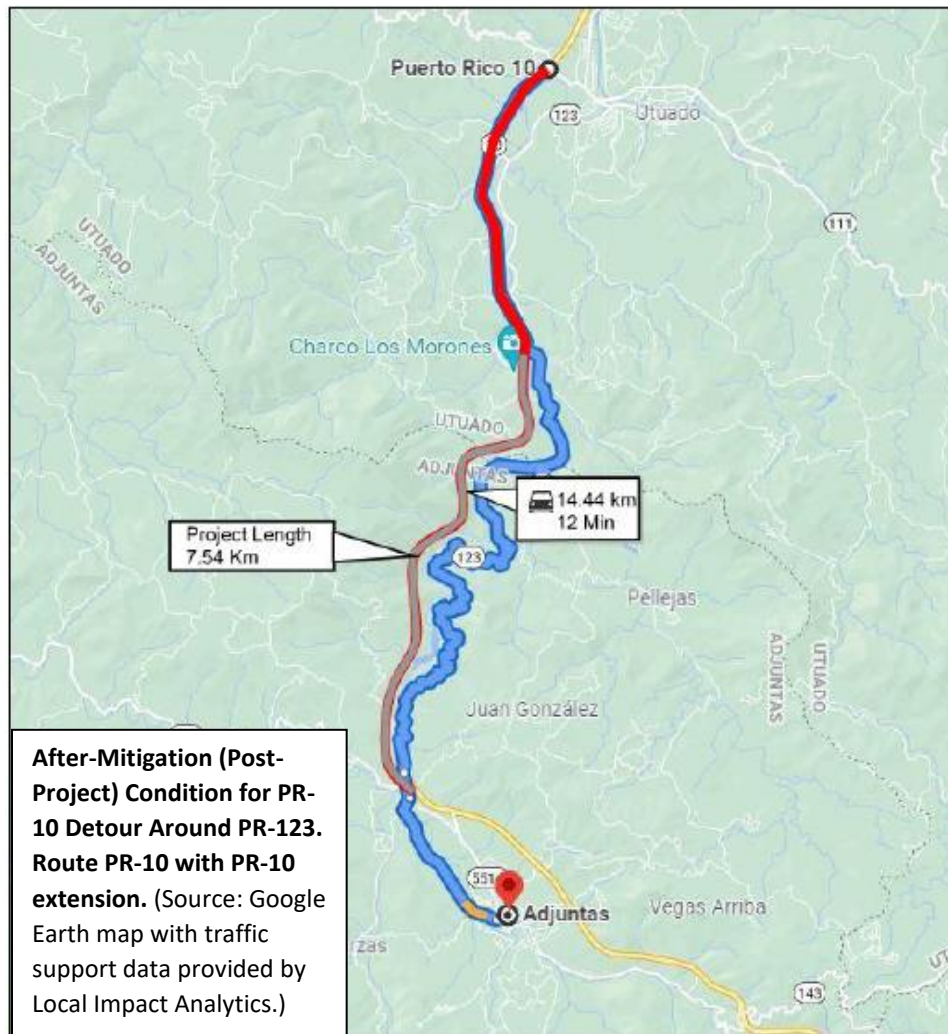 Puerto Rico 10
123
Utuado
10
111
UTUADO
ADJUNTAS
Charco Los Morones
UTUADO
ADJUNTAS
14.44 km
12 Min
Project Length
7.54 Km
123
Pellejas
ADJUNTAS
UTUADO
Juan González
After-Mitigation (Post-
Project) Condition for PR-
10 Detour Around PR-123.
Route PR-10 with PR-10
extension. (Source: Google
Earth map with traffic
support data provided by
Local Impact Analytics.)
551
Adjuntas
Vegas Arriba
rzas
143